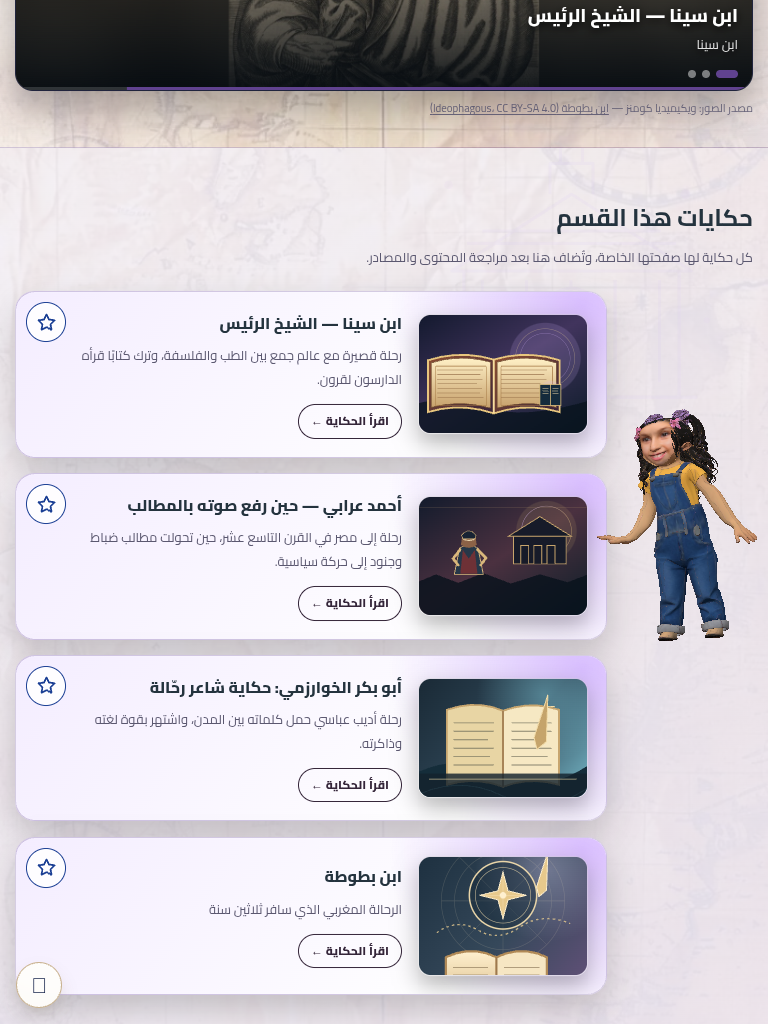 ابن سينا — الشيخ الرئيس
ابن سينا
مصدر الصور: ويكيميديا كومنز — ابن بطوطة (Ideophagous, CC BY-SA 4.0)
حكايات هذا القسم
كل حكاية لها صفحتها الخاصة، وتُضاف هنا بعد مراجعة المحتوى والمصادر.
ابن سينا — الشيخ الرئيس
رحلة قصيرة مع عالم جمع بين الطب والفلسفة، وترك كتابًا قرأه
الدارسون لقرون.
اقرأ الحكاية ←
أحمد عرابي — حين رفع صوته بالمطالب
رحلة إلى مصر في القرن التاسع عشر، حين تحولت مطالب ضباط
وجنود إلى حركة سياسية.
اقرأ الحكاية ←
أبو بكر الخوارزمي: حكاية شاعر رحّالة
رحلة أديب عباسي حمل كلماته بين المدن، واشتهر بقوة لغته
وذاكرته.
اقرأ الحكاية ←
ابن بطوطة
الرحالة المغربي الذي سافر ثلاثين سنة
اقرأ الحكاية ←